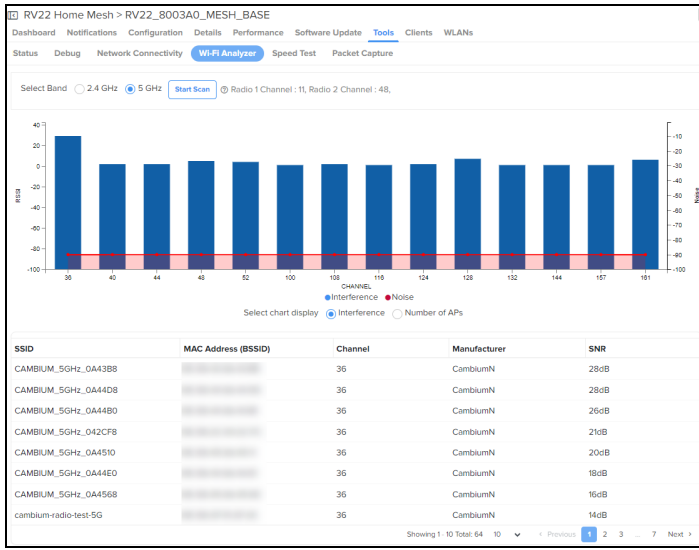 RV22 Home Mesh > RV22_8003A0_MESH_BASE
Dashboard Notifications Configuration Details Performance Software Update Tools Clients WLANs
Status Debug Network Connectivity Wi-Fi Analyzer Speed Test Packet Capture
Select Band 2.4 GHz 5 GHz Start Scan Radio 1 Channel : 11, Radio 2 Channel : 48,
40
20
0
-20
-40
-60
-80
-100
RSSI
-10
-20
-30
-40
-50
-60
-70
-80
-90
-100
Noise
36 40 44 48 52 100 108 116 124 128 132 144 157 161
CHANNEL
Interference Noise
Select chart display Interference Number of APs
SSID MAC Address (BSSID) Channel Manufacturer SNR
CAMBIUM_5GHz_0A43B8 36 CambiumN 28dB
CAMBIUM_5GHz_0A44D8 36 CambiumN 28dB
CAMBIUM_5GHz_0A44B0 36 CambiumN 26dB
CAMBIUM_5GHz_042CF8 36 CambiumN 21dB
CAMBIUM_5GHz_0A4510 36 CambiumN 20dB
CAMBIUM_5GHz_0A44E0 36 CambiumN 18dB
CAMBIUM_5GHz_0A4568 36 CambiumN 16dB
cambium-radio-test-5G 36 CambiumN 14dB
Showing 1 - 10 Total: 64 10 < Previous 1 2 3 ... 7 Next >